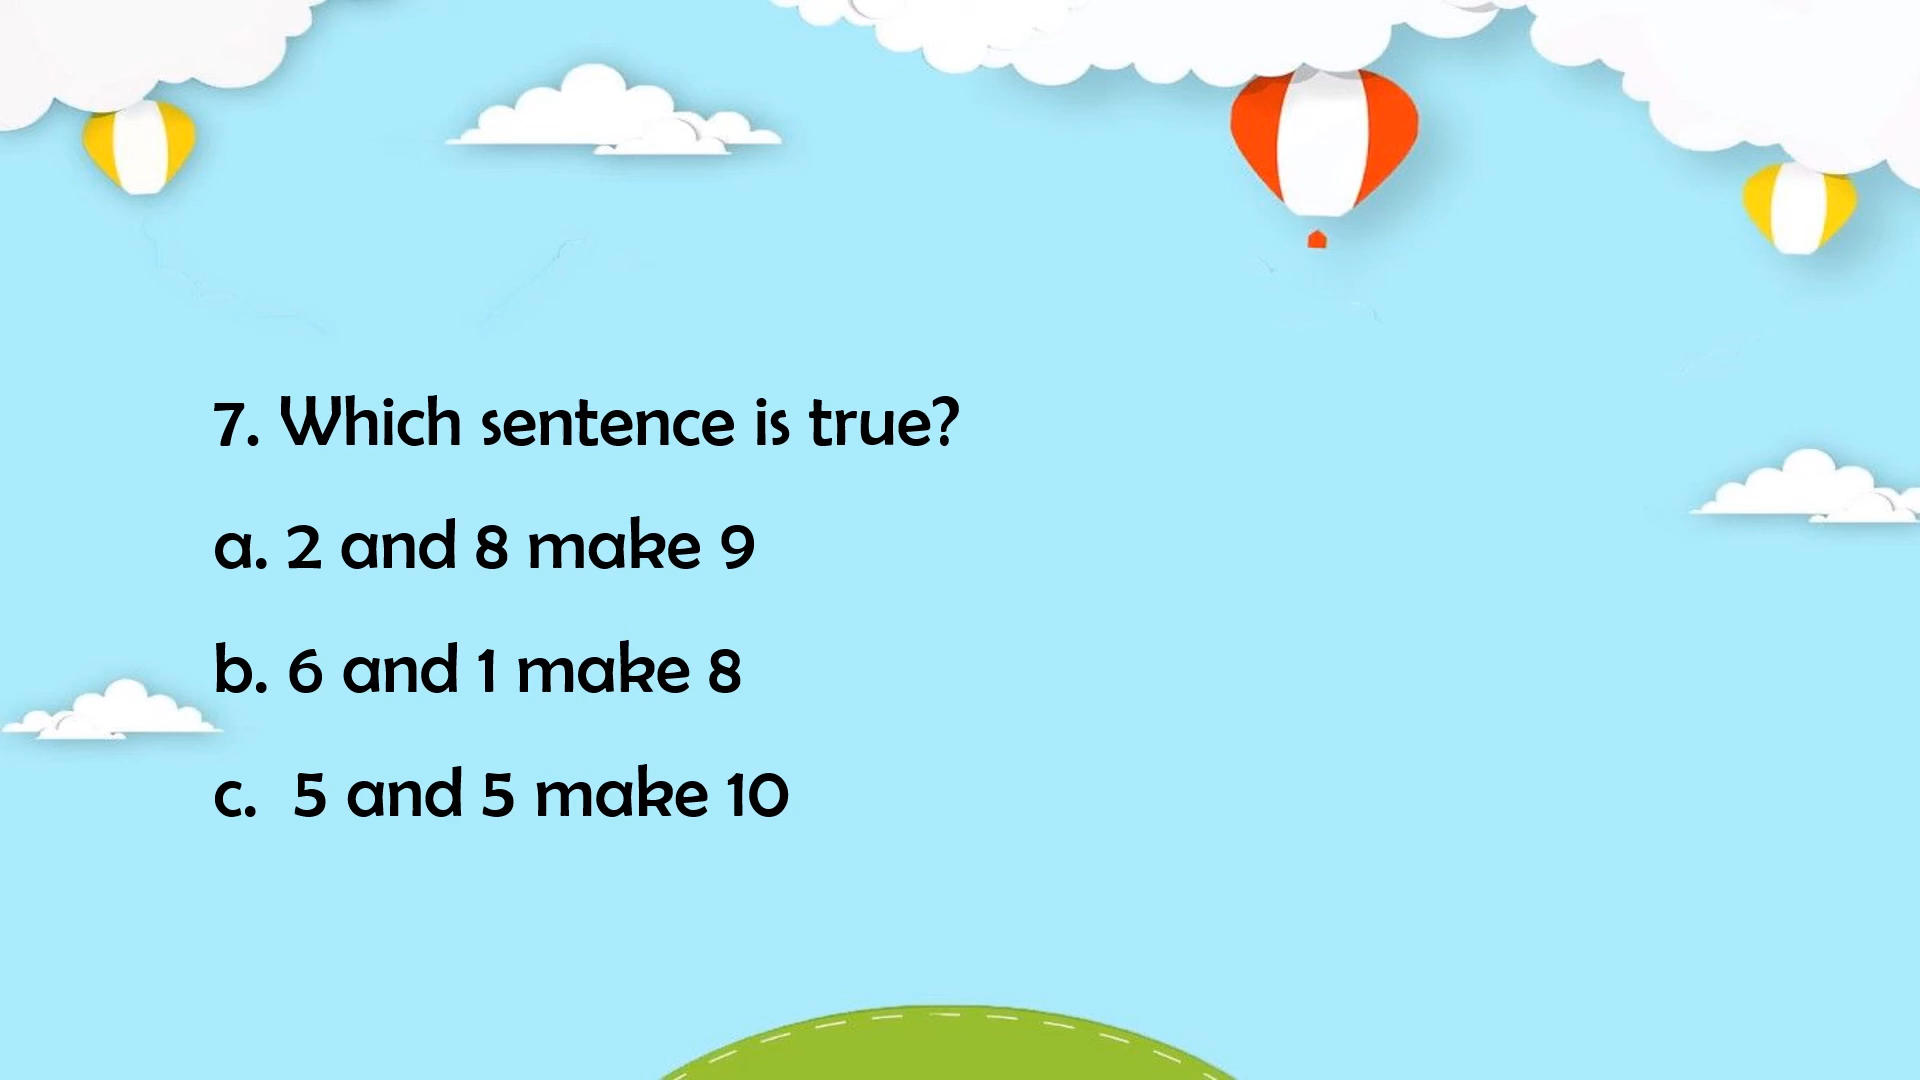 7. Which sentence is true?
a. 2 and 8 make 9
b. 6 and 1 make 8
c. 5 and 5 make 10